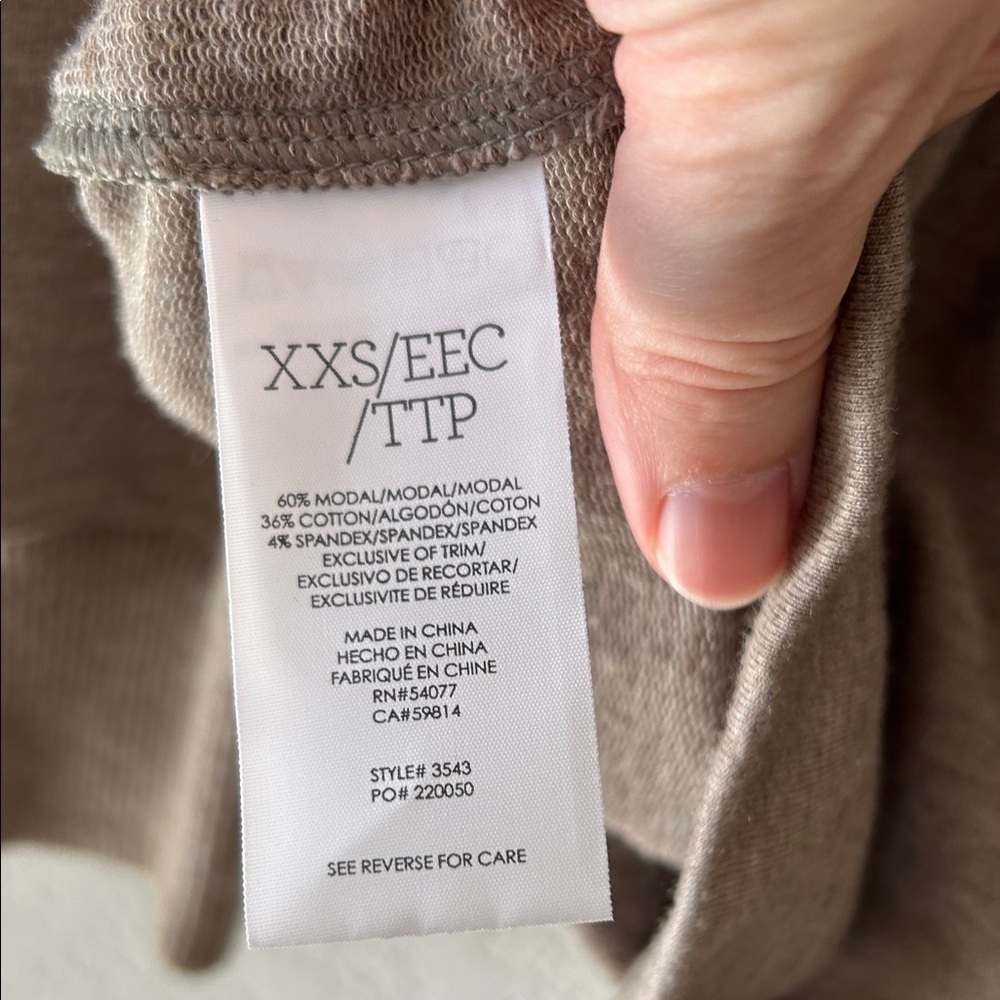 XXS/EEC
/TTP
60% MODAL/MODAL/MODAL
36% COTTON/ALGODÓN/COTON
4% SPANDEX/SPANDEX/SPANDEX
EXCLUSIVE OF TRIM/
EXCLUSIVO DE RECORTAR/
EXCLUSIVITE DE RÉDUIRE
MADE IN CHINA
HECHO EN CHINA
FABRIQUÉ EN CHINE
RN#54077
CA#59814
STYLE# 3543
PO# 220050
SEE REVERSE FOR CARE